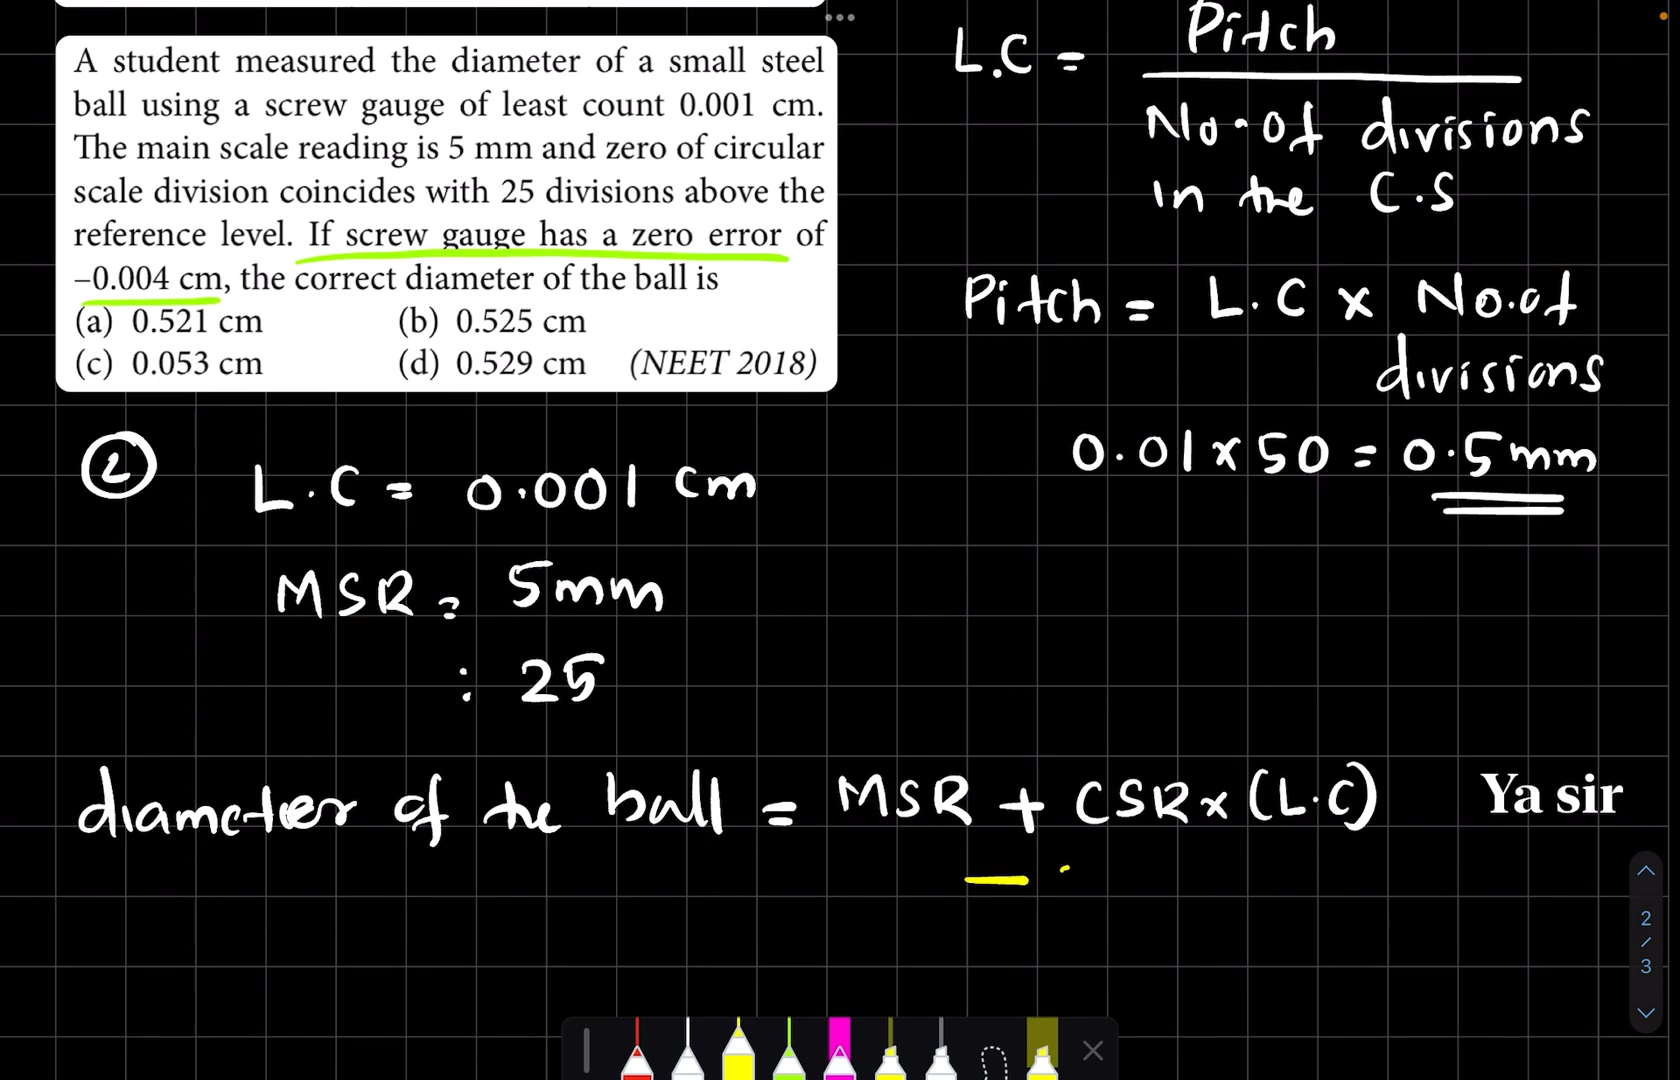 A student measured the diameter of a small steel
ball using a screw gauge of least count 0.001 cm.
The main scale reading is 5 mm and zero of circular
scale division coincides with 25 divisions above the
reference level. If screw gauge has a zero error of
–0.004 cm, the correct diameter of the ball is
(a) 0.521 cm (b) 0.525 cm
(c) 0.053 cm (d) 0.529 cm (NEET 2018)
L.C = Pitch
No. of divisions
in the C.S
Pitch = L.C x No. of
divisions
0.01 x 50 = 0.5 mm
2 L.C = 0.001 cm
MSR = 5mm
: 25
diameter of the ball = MSR + CSR x (L.C)
Ya sir
2
/
3